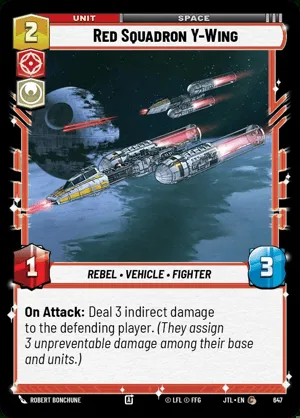 UNIT
SPACE
2
RED SQUADRON Y-WING
1
3
REBEL • VEHICLE • FIGHTER
On Attack: Deal 3 indirect damage
to the defending player. (They assign
3 unpreventable damage among their base
and units.)
ROBERT BONCHUNE
© LFL © FFG
JTL • EN
C
647